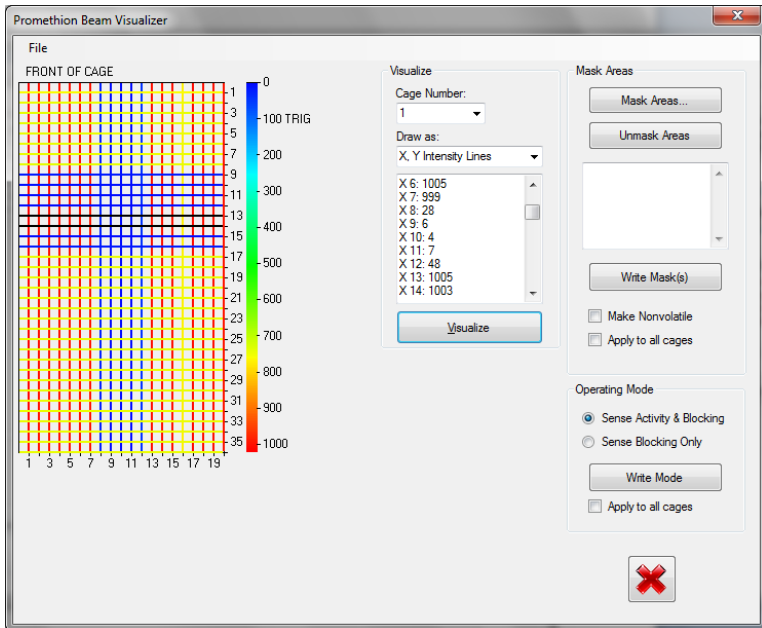 Promethion Beam Visualizer
File
FRONT OF CAGE
1
3
5
7
9
11
13
15
17
19
21
23
25
27
29
31
33
35
1 3 5 7 9 11 13 15 17 19
0
100 TRIG
200
300
400
500
600
700
800
900
1000
Visualize
Cage Number:
1
Draw as:
X, Y Intensity Lines
X 6: 1005
X 7: 999
X 8: 28
X 9: 6
X 10: 4
X 11: 7
X 12: 48
X 13: 1005
X 14: 1003
Visualize
Mask Areas
Mask Areas...
Unmask Areas
Write Mask(s)
Make Nonvolatile
Apply to all cages
Operating Mode
Sense Activity & Blocking
Sense Blocking Only
Write Mode
Apply to all cages